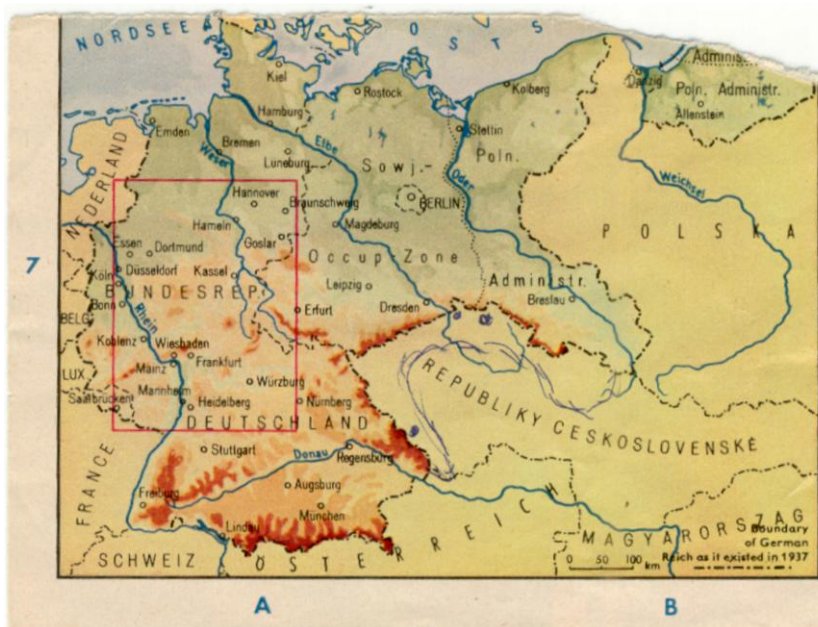 NORDSEE
OSTS
Adminis.
Kiel
Rostock
Kolberg
Danzig
Poln. Administr.
Allenstein
Emden
Hamburg
Stettin
Bremen
Elbe
Weser
Lüneburg
Sowj.-
Poln.
Oder
Weichsel
NEDERLAND
Hannover
Braunschweig
BERLIN
Hameln
Magdeburg
POLSKA
Goslar
Essen
Dortmund
Occup-Zone
7
Köln
Düsseldorf
Kassel
Leipzig
Administr.
BUNDESREP.
Breslau
Bonn
Erfurt
Dresden
Rhein
BELG
Koblenz
Wiesbaden
Frankfurt
Mainz
LUX
Würzburg
REPUBLIKY CESKOSLOVENSKÉ
Mannheim
Saarbrücken
Heidelberg
Nürnberg
DEUTSCHLAND
Stuttgart
Donau
Regensburg
FRANCE
Augsburg
Freiburg
München
Lindau
MAGYARORSZAG
Boundary
of German
Reich as it existed in 1937
SCHWEIZ
ÖSTERREICH
0 50 100
km
A
B